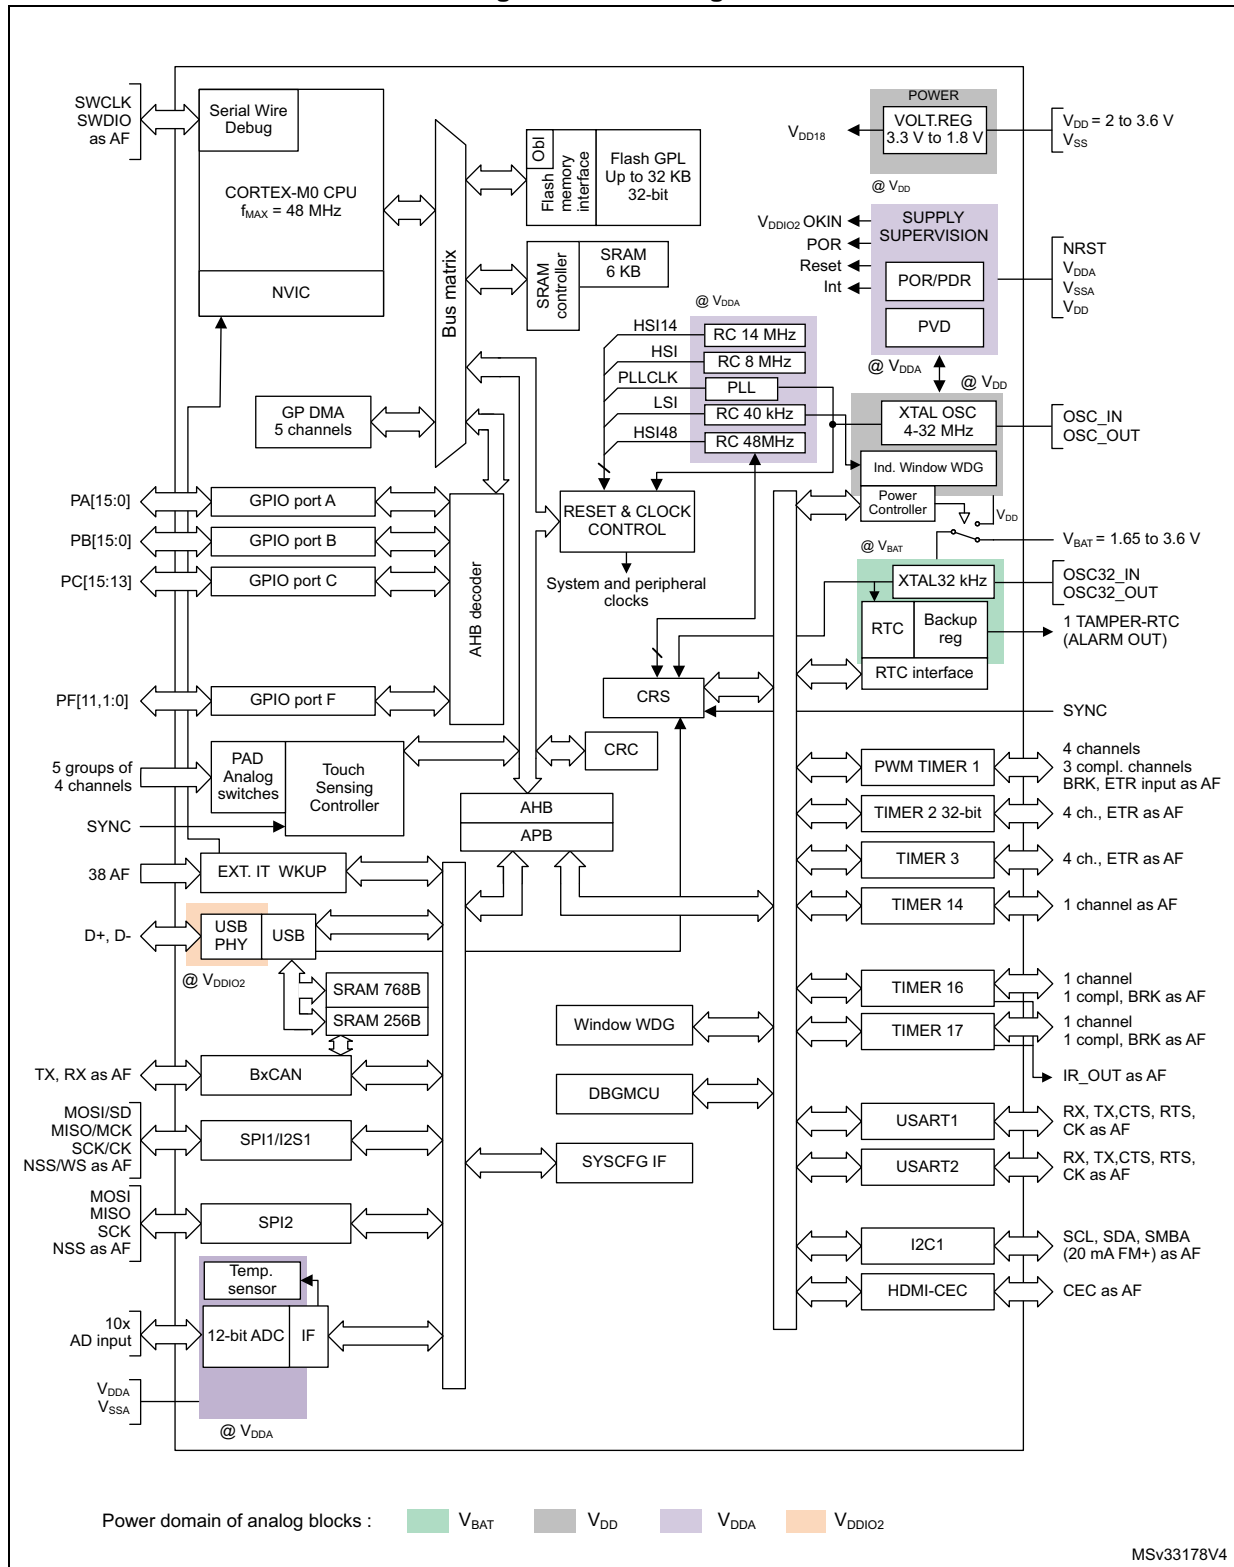 SWCLK
SWDIO
as AF
Serial Wire
Debug
CORTEX-M0 CPU
fMAX = 48 MHz
NVIC
Bus matrix
Obl
Flash
memory
interface
Flash GPL
Up to 32 KB
32-bit
SRAM
controller
SRAM
6 KB
POWER
VOLT.REG
3.3 V to 1.8 V
VDD18
VDD = 2 to 3.6 V
VSS
@ VDD
VDDIO2 OKIN
POR
Reset
Int
SUPPLY
SUPERVISION
POR/PDR
PVD
NRST
VDDA
VSSA
VDD
@ VDDA
@ VDDA
@ VDD
HSI14
HSI
PLLCLK
LSI
HSI48
RC 14 MHz
RC 8 MHz
PLL
RC 40 kHz
RC 48MHz
XTAL OSC
4-32 MHz
OSC_IN
OSC_OUT
Ind. Window WDG
Power
Controller
VDD
VBAT = 1.65 to 3.6 V
@ VBAT
GP DMA
5 channels
PA[15:0]
GPIO port A
PB[15:0]
GPIO port B
PC[15:13]
GPIO port C
PF[11,1:0]
GPIO port F
AHB decoder
RESET & CLOCK
CONTROL
System and peripheral
clocks
XTAL32 kHz
OSC32_IN
OSC32_OUT
RTC
Backup
reg
1 TAMPER-RTC
(ALARM OUT)
RTC interface
CRS
SYNC
CRC
5 groups of
4 channels
PAD
Analog
switches
Touch
Sensing
Controller
SYNC
AHB
APB
38 AF
EXT. IT WKUP
D+, D-
USB
PHY
USB
@ VDDIO2
SRAM 768B
SRAM 256B
TX, RX as AF
BxCAN
MOSI/SD
MISO/MCK
SCK/CK
NSS/WS as AF
SPI1/I2S1
MOSI
MISO
SCK
NSS as AF
SPI2
Temp.
sensor
10x
AD input
12-bit ADC
IF
VDDA
VSSA
@ VDDA
Window WDG
DBGMCU
SYSCFG IF
PWM TIMER 1
4 channels
3 compl. channels
BRK, ETR input as AF
TIMER 2 32-bit
4 ch., ETR as AF
TIMER 3
4 ch., ETR as AF
TIMER 14
1 channel as AF
TIMER 16
1 channel
1 compl, BRK as AF
TIMER 17
1 channel
1 compl, BRK as AF
IR_OUT as AF
USART1
RX, TX,CTS, RTS,
CK as AF
USART2
RX, TX,CTS, RTS,
CK as AF
I2C1
SCL, SDA, SMBA
(20 mA FM+) as AF
HDMI-CEC
CEC as AF
Power domain of analog blocks :
VBAT
VDD
VDDA
VDDIO2
MSv33178V4